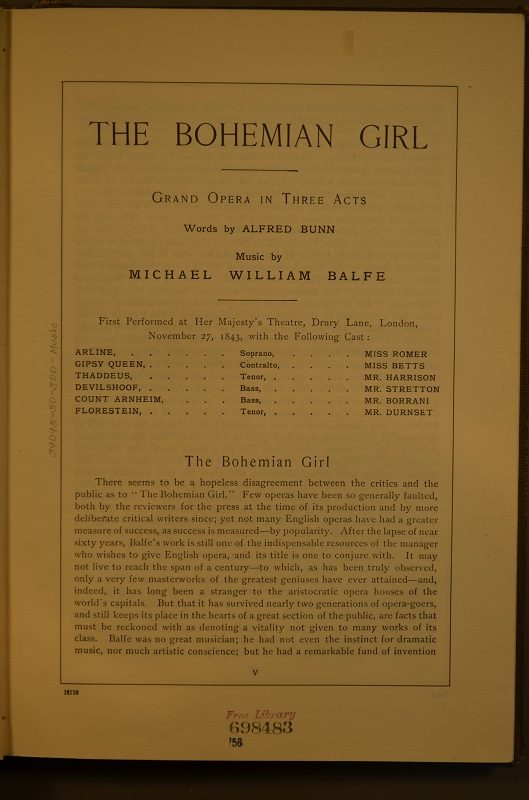 THE BOHEMIAN GIRL
GRAND OPERA IN THREE ACTS
Words by ALFRED BUNN
Music by
MICHAEL WILLIAM BALFE
First Performed at Her Majesty's Theatre, Drury Lane, London,
November 27, 1843, with the Following Cast:
ARLINE, . . . . . . Soprano, . . . . . MISS ROMER
GIPSY QUEEN, . . . . . Contralto, . . . . . MISS BETTS
THADDEUS, . . . . . Tenor, . . . . . MR. HARRISON
DEVILSHOOF, . . . . . Bass, . . . . . MR. STRETTON
COUNT ARNHEIM, . . . Bass, . . . . . MR. BORRANI
FLORESTEIN, . . . . . Tenor, . . . . . MR. DURNSET
The Bohemian Girl
There seems to be a hopeless disagreement between the critics and the
public as to "The Bohemian Girl." Few operas have been so generally faulted,
both by the reviewers for the press at the time of its production and by more
deliberate critical writers since; yet not many English operas have had a greater
measure of success, as success is measured—by popularity. After the lapse of near
sixty years, Balfe's work is still one of the indispensable resources of the manager
who wishes to give English opera, and its title is one to conjure with. It may
not live to reach the span of a century—to which, as has been truly observed,
only a very few masterworks of the greatest geniuses have ever attained—and,
indeed, it has long been a stranger to the aristocratic opera houses of the
world's capitals. But that it has survived nearly two generations of opera-goers,
and still keeps its place in the hearts of a great section of the public, are facts that
must be reckoned with as denoting a vitality not given to many works of its
class. Balfe was no great musician; he had not even the instinct for dramatic
music, nor much artistic conscience; but he had a remarkable fund of invention
V
16116
Free Library
698483
'56
39095-50-300-Music